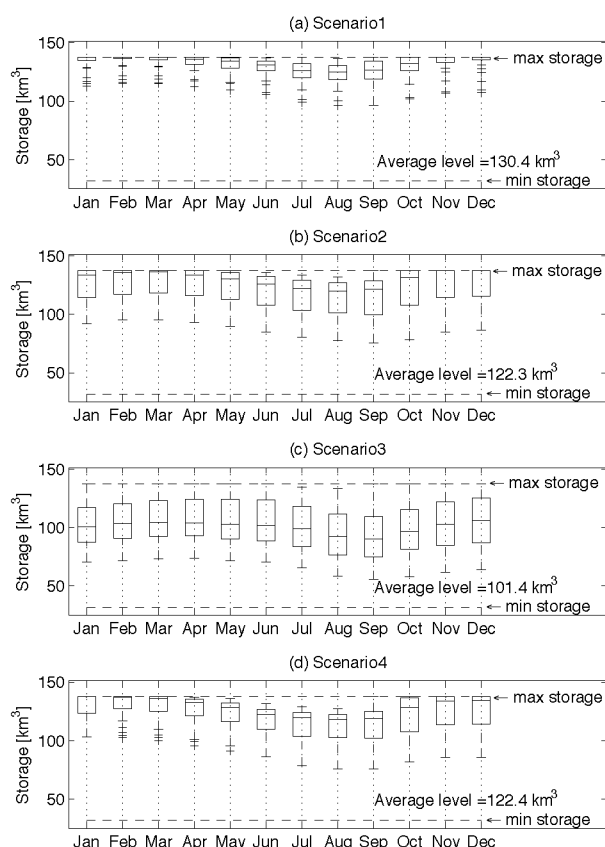 (a) Scenario1
150
max storage
100
Storage [km³]
50
Average level =130.4 km³
min storage
Jan Feb Mar Apr May Jun Jul Aug Sep Oct Nov Dec
(b) Scenario2
150
max storage
100
Storage [km³]
50
Average level =122.3 km³
min storage
Jan Feb Mar Apr May Jun Jul Aug Sep Oct Nov Dec
(c) Scenario3
150
max storage
100
Storage [km³]
50
Average level =101.4 km³
min storage
Jan Feb Mar Apr May Jun Jul Aug Sep Oct Nov Dec
(d) Scenario4
150
max storage
100
Storage [km³]
50
Average level =122.4 km³
min storage
Jan Feb Mar Apr May Jun Jul Aug Sep Oct Nov Dec